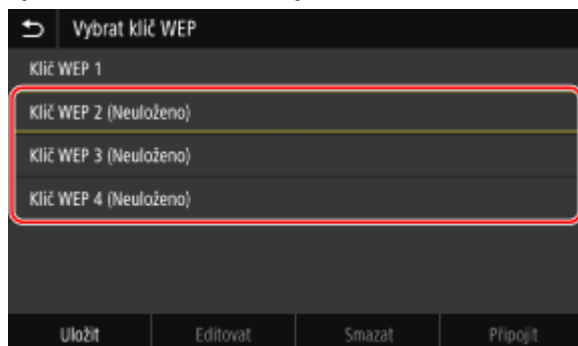 Vybrat klíč WEP
Klíč WEP 1
Klíč WEP 2 (Neuloženo)
Klíč WEP 3 (Neuloženo)
Klíč WEP 4 (Neuloženo)
Uložit Editovat Smazat Připojit